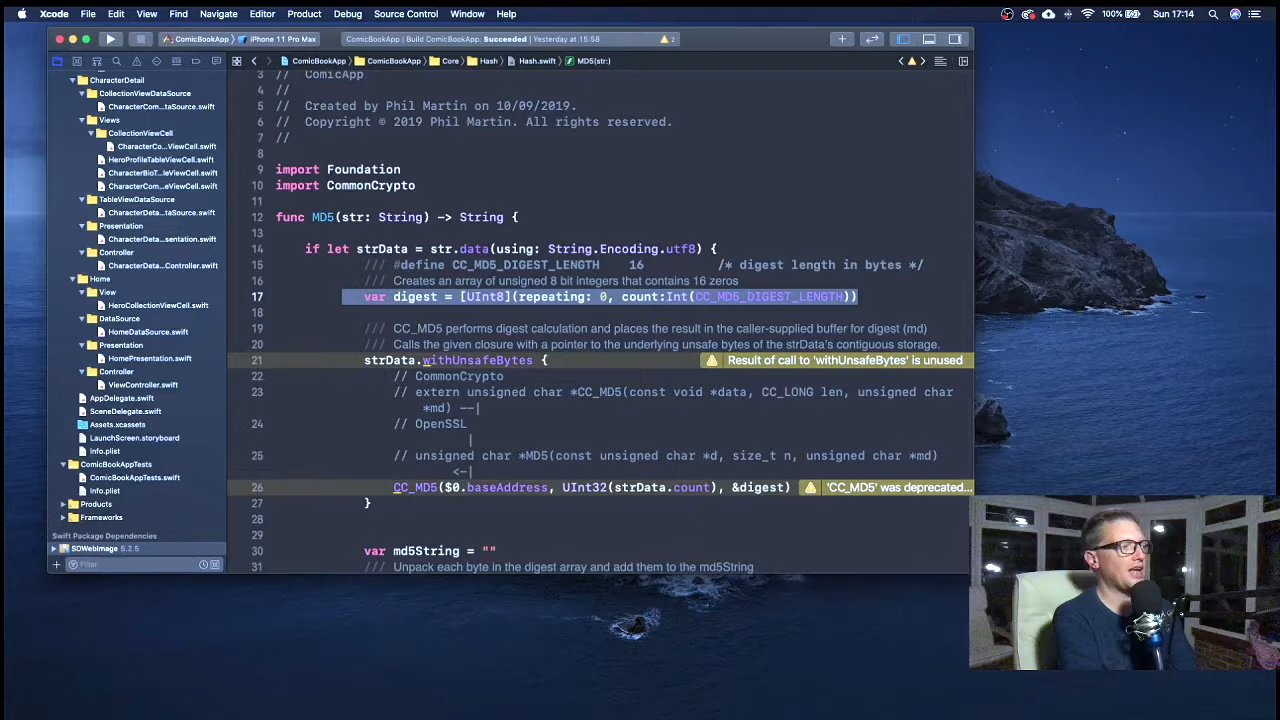 Xcode File Edit View Find Navigate Editor Product Debug Source Control Window Help 100% Sun 17:14
ComicBookApp iPhone 11 Pro Max ComicBookApp | Build ComicBookApp: Succeeded | Yesterday at 15:58 2
ComicBookApp ComicBookApp Core Hash Hash.swift MD5(str:)
CharacterDetail
CollectionViewDataSource
CharacterCom...taSource.swift
Views
CollectionViewCell
CharacterCo...ViewCell.swift
HeroProfileTableViewCell.swift
CharacterBioT...leViewCell.swift
CharacterCom...eViewCell.swift
TableViewDataSource
CharacterDeta...taSource.swift
Presentation
CharacterDeta...sentation.swift
Controller
CharacterDeta...Controller.swift
Home
View
HeroCollectionViewCell.swift
DataSource
HomeDataSource.swift
Presentation
HomePresentation.swift
Controller
ViewController.swift
AppDelegate.swift
SceneDelegate.swift
Assets.xcassets
LaunchScreen.storyboard
Info.plist
ComicBookAppTests
ComicBookAppTests.swift
Info.plist
Products
Frameworks
Swift Package Dependencies
SDWebImage 5.2.5
Filter
3 // ComicApp
4 //
5 // Created by Phil Martin on 10/09/2019.
6 // Copyright © 2019 Phil Martin. All rights reserved.
7 //
8
9 import Foundation
10 import CommonCrypto
11
12 func MD5(str: String) -> String {
13
14 if let strData = str.data(using: String.Encoding.utf8) {
15 /// #define CC_MD5_DIGEST_LENGTH 16 /* digest length in bytes */
16 /// Creates an array of unsigned 8 bit integers that contains 16 zeros
17 var digest = [UInt8](repeating: 0, count:Int(CC_MD5_DIGEST_LENGTH))
18
19 /// CC_MD5 performs digest calculation and places the result in the caller-supplied buffer for digest (md)
20 /// Calls the given closure with a pointer to the underlying unsafe bytes of the strData's contiguous storage.
21 strData.withUnsafeBytes { Result of call to 'withUnsafeBytes' is unused
22 // CommonCrypto
23 // extern unsigned char *CC_MD5(const void *data, CC_LONG len, unsigned char
*md) --|
24 // OpenSSL
|
25 // unsigned char *MD5(const unsigned char *d, size_t n, unsigned char *md)
<-|
26 CC_MD5($0.baseAddress, UInt32(strData.count), &digest) 'CC_MD5' was deprecated...
27 }
28
29
30 var md5String = ""
31 /// Unpack each byte in the digest array and add them to the md5String